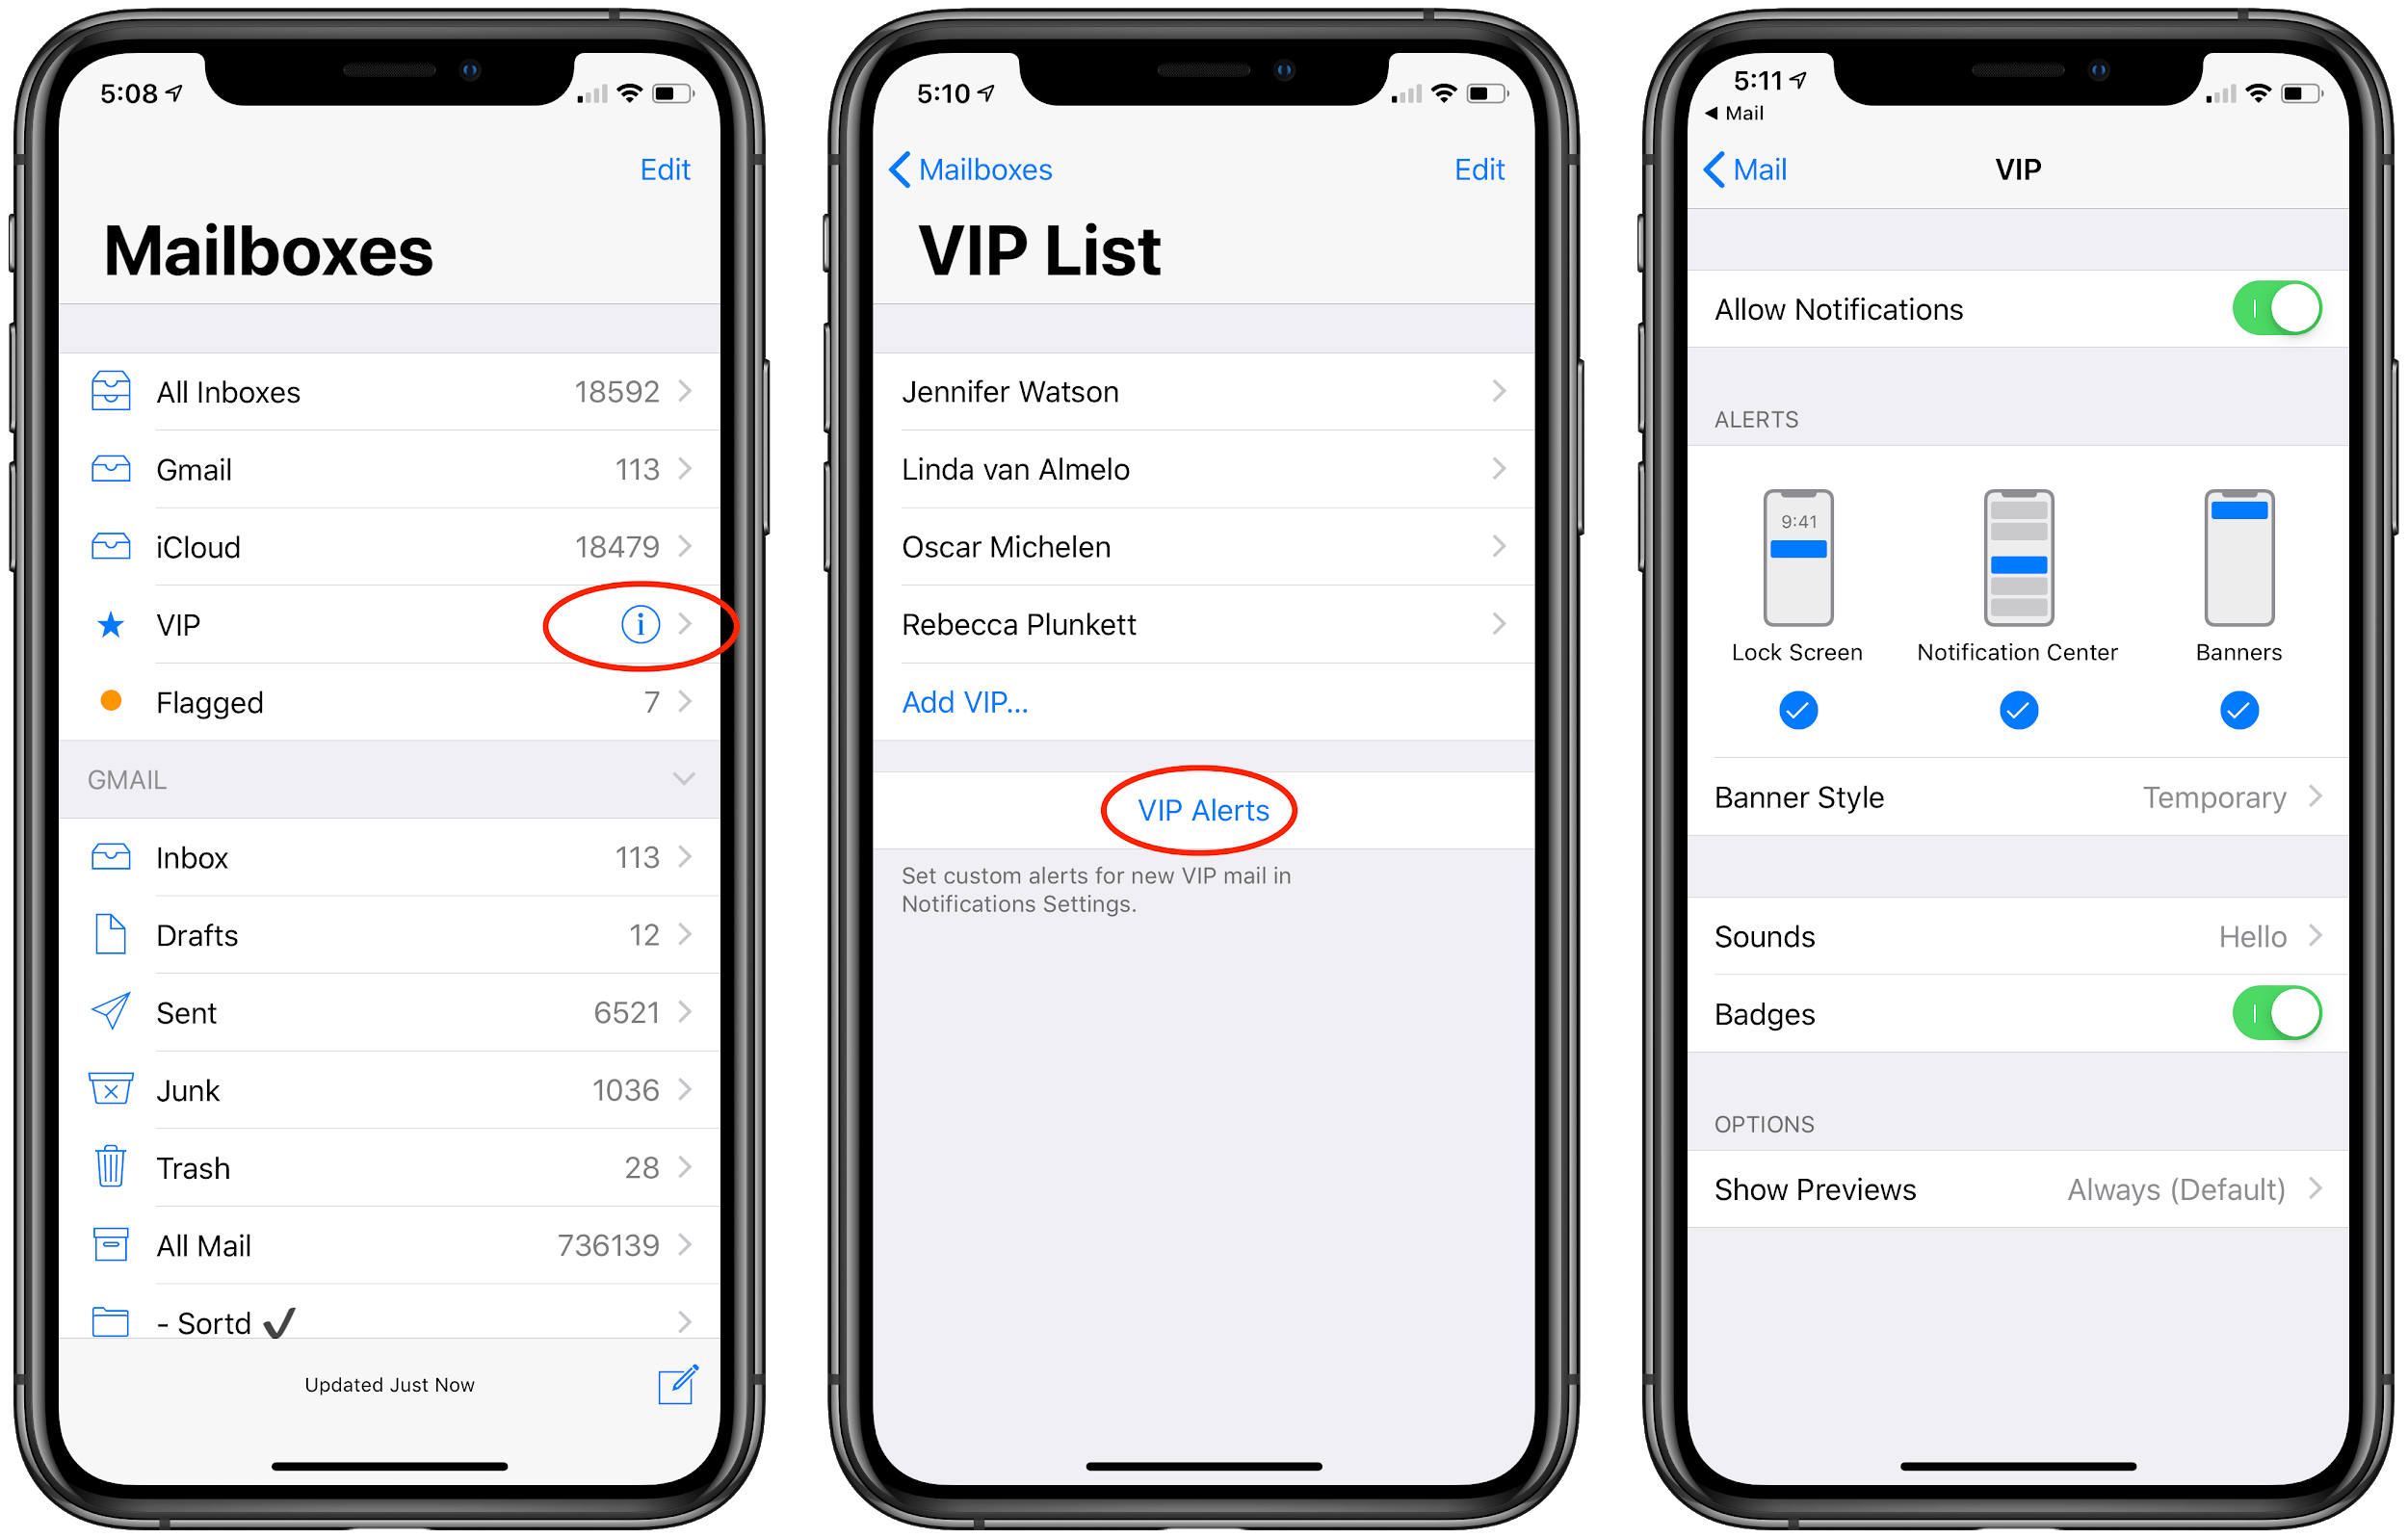 5:08
Edit
Mailboxes
All Inboxes 18592
Gmail 113
iCloud 18479
VIP i
Flagged 7
GMAIL
Inbox 113
Drafts 12
Sent 6521
Junk 1036
Trash 28
All Mail 736139
- Sortd ✔
Updated Just Now
5:10
Mailboxes Edit
VIP List
Jennifer Watson
Linda van Almelo
Oscar Michelen
Rebecca Plunkett
Add VIP...
VIP Alerts
Set custom alerts for new VIP mail in
Notifications Settings.
5:11
Mail
Mail VIP
Allow Notifications
ALERTS
9:41
Lock Screen Notification Center Banners
Banner Style Temporary
Sounds Hello
Badges
OPTIONS
Show Previews Always (Default)